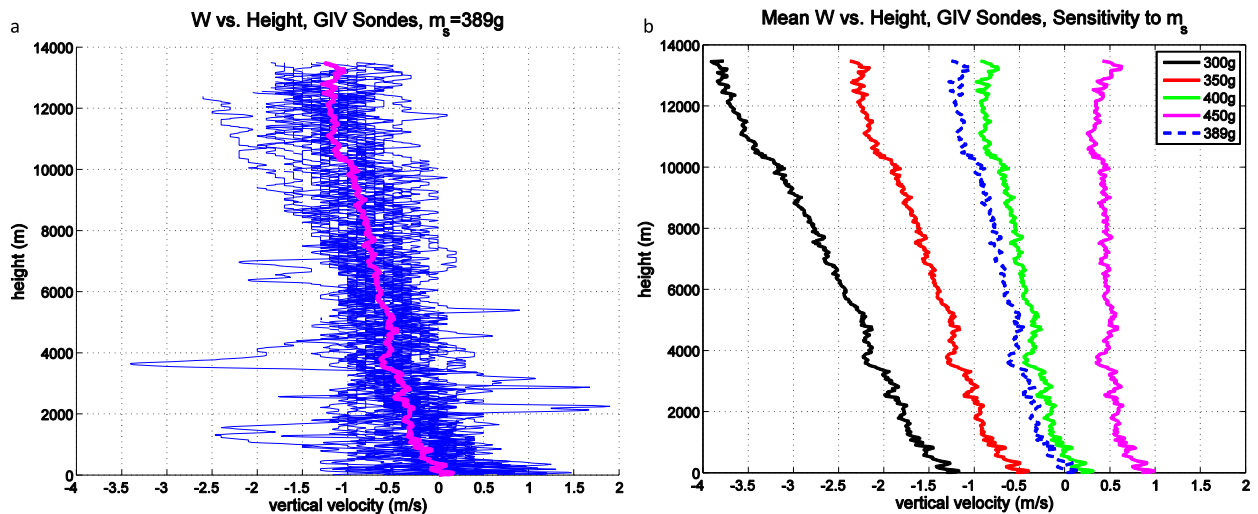 a
W vs. Height, GIV Sondes, m_s=389g
14000
12000
10000
8000
6000
4000
2000
0
height (m)
-4 -3.5 -3 -2.5 -2 -1.5 -1 -0.5 0 0.5 1 1.5 2
vertical velocity (m/s)
b
Mean W vs. Height, GIV Sondes, Sensitivity to m_s
14000
12000
10000
8000
6000
4000
2000
0
height (m)
-4 -3.5 -3 -2.5 -2 -1.5 -1 -0.5 0 0.5 1 1.5 2
vertical velocity (m/s)
300g
350g
400g
450g
389g